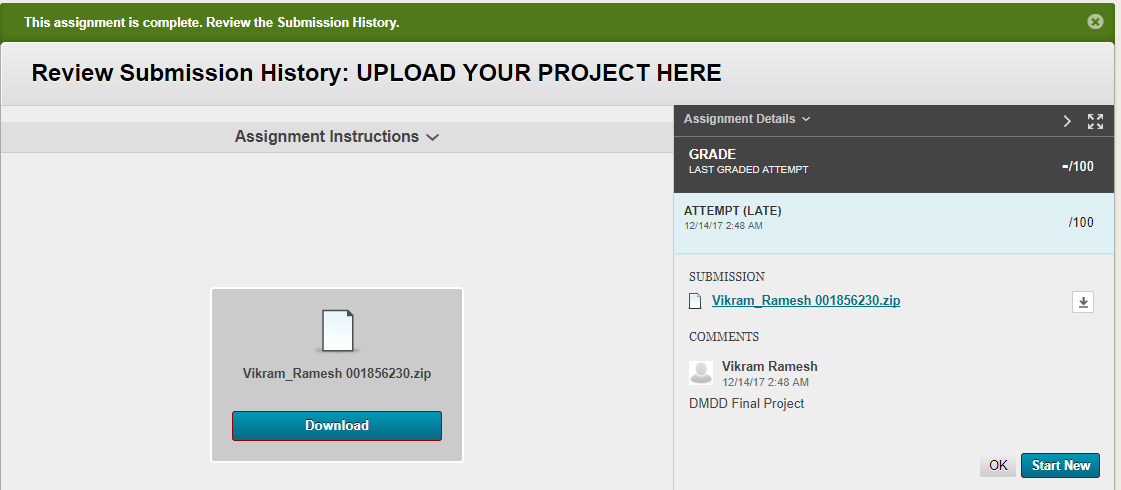 This assignment is complete. Review the Submission History.
Review Submission History: UPLOAD YOUR PROJECT HERE
Assignment Instructions
Vikram_Ramesh 001856230.zip
Download
Assignment Details
GRADE
LAST GRADED ATTEMPT
-/100
ATTEMPT (LATE)
12/14/17 2:48 AM
/100
SUBMISSION
Vikram_Ramesh 001856230.zip
COMMENTS
Vikram Ramesh
12/14/17 2:48 AM
DMDD Final Project
OK
Start New